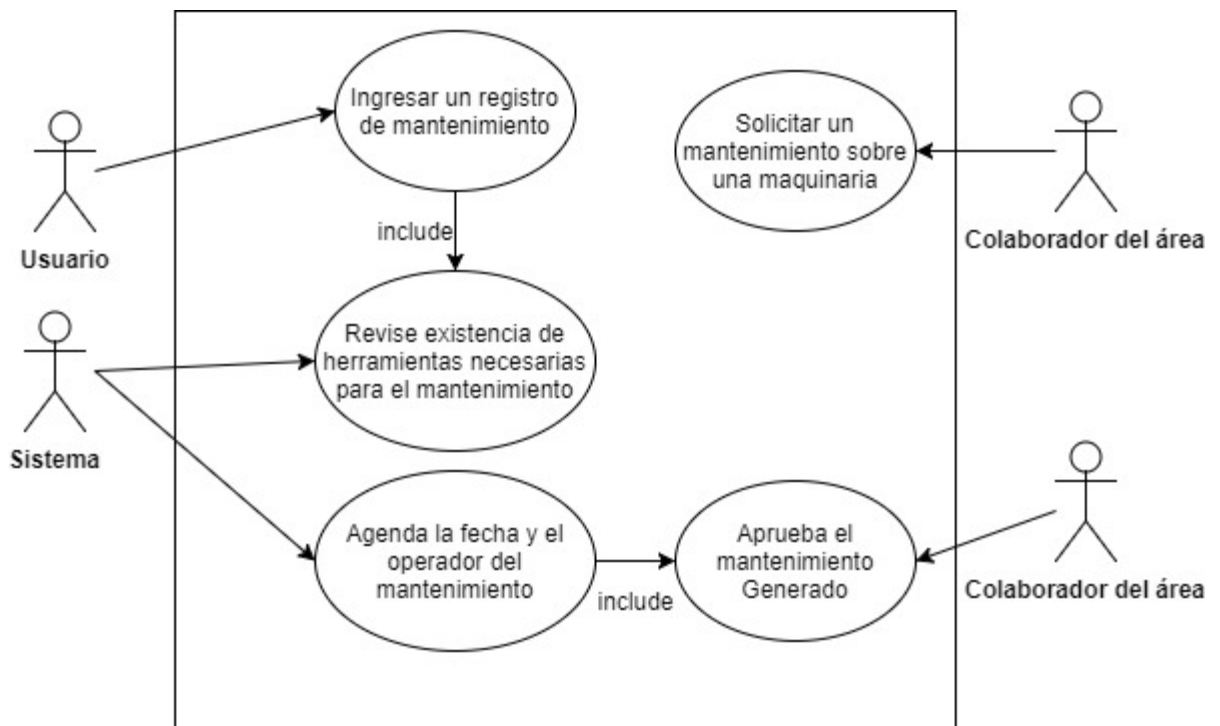 Ingresar un registro
de mantenimiento
Solicitar un
mantenimiento sobre
una maquinaria
Usuario
Colaborador del área
include
Revise existencia de
herramientas necesarias
para el mantenimiento
Sistema
Agenda la fecha y el
operador del
mantenimiento
include
Aprueba el
mantenimiento
Generado
Colaborador del área